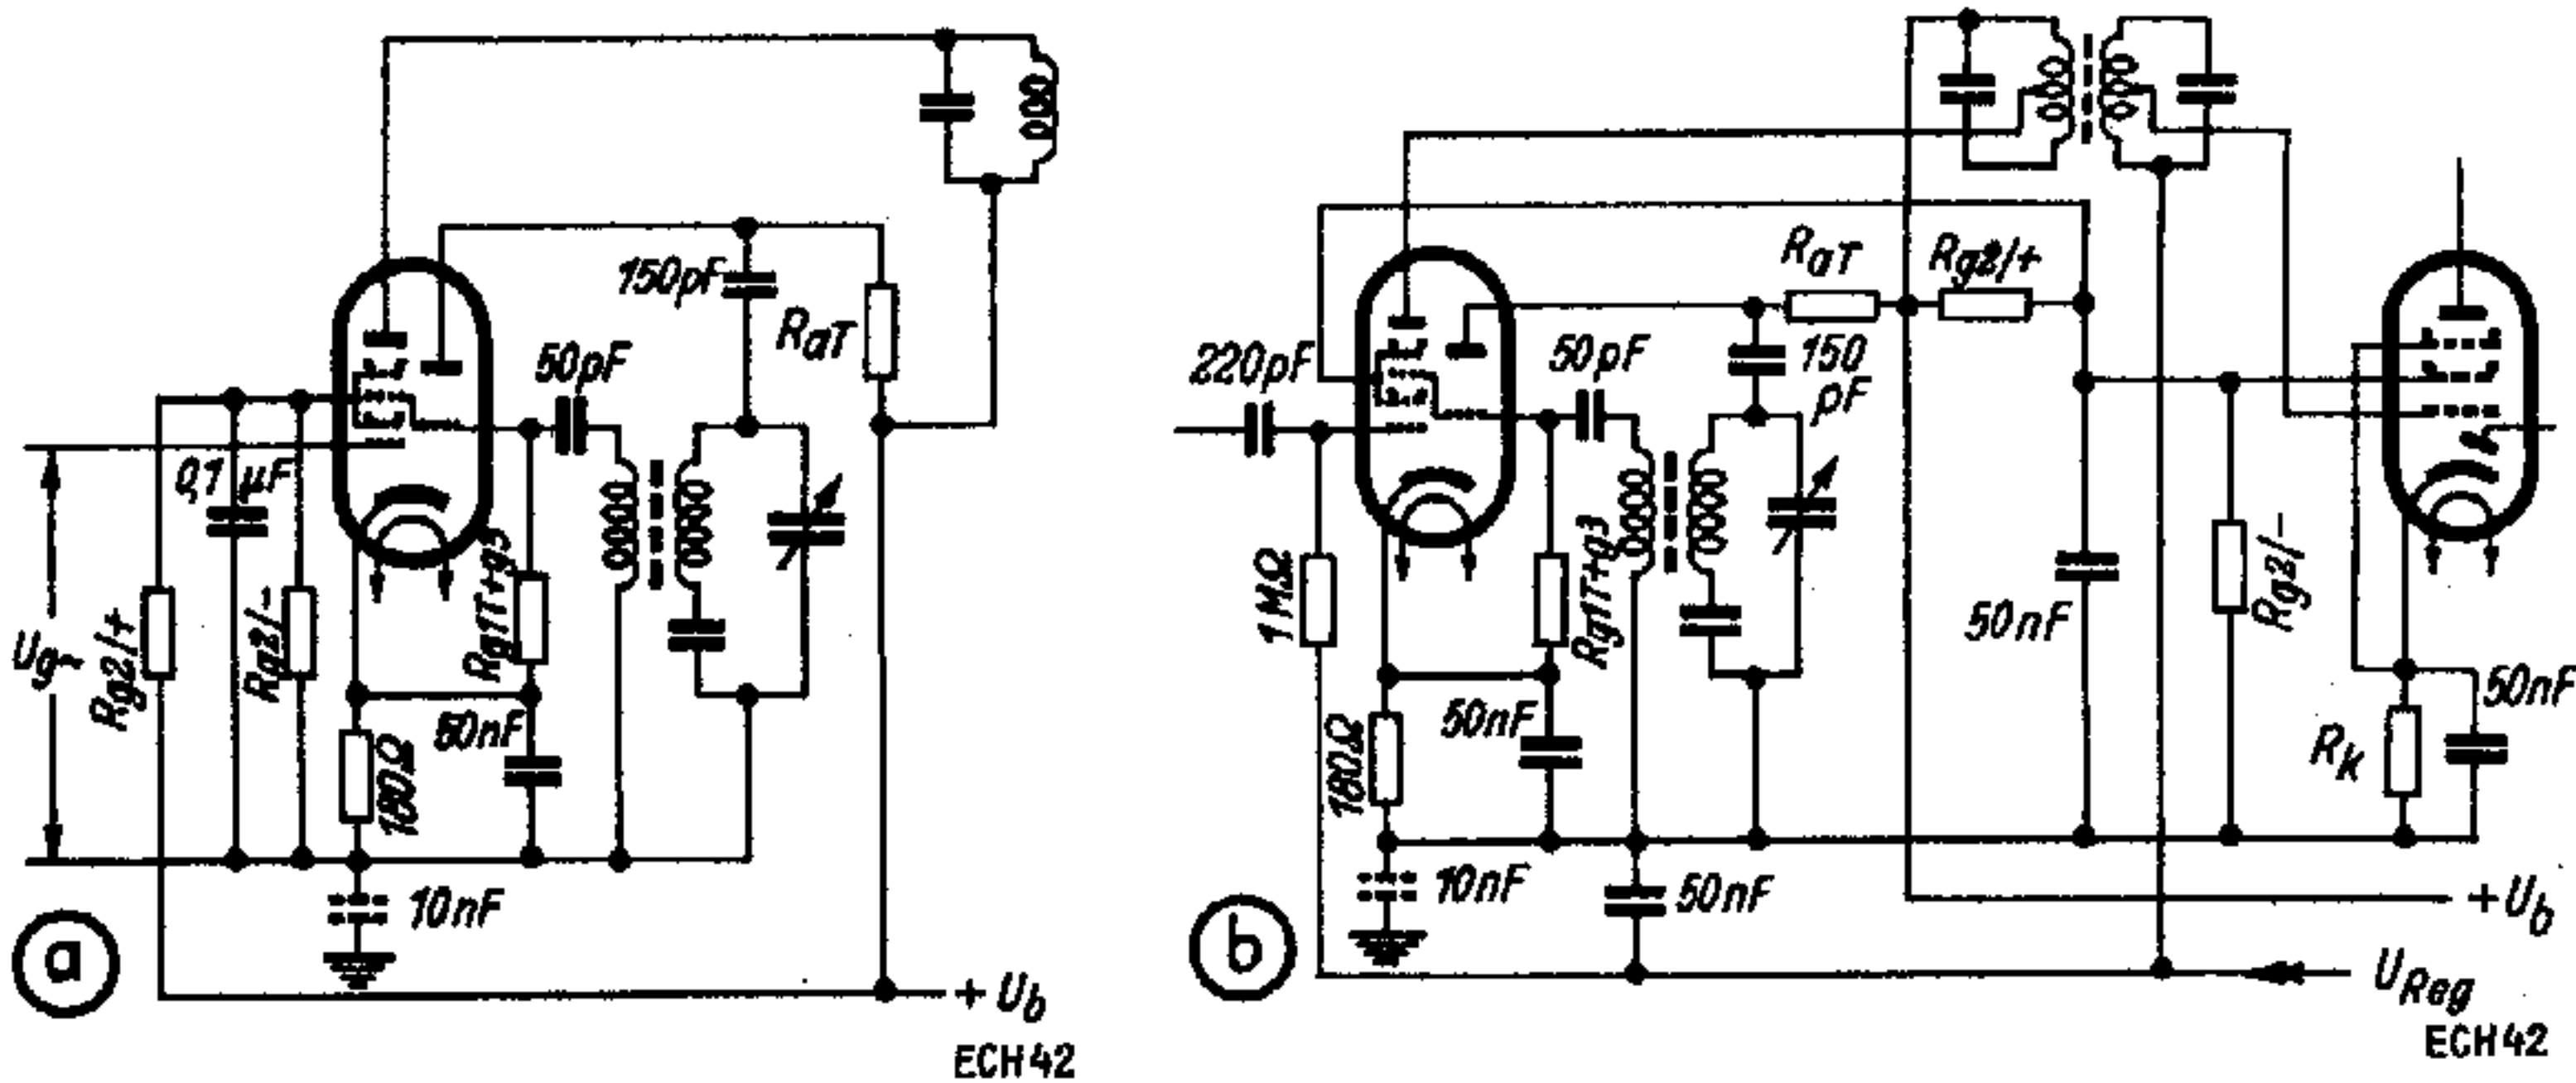 150pF
RaT
50pF
0,1 µF
Ug~
Rg2/+
Rg2/-
Rg1T+g3
50nF
180Ω
10nF
a
+ Ub
ECH42
RaT
Rg2/+
220pF
50pF
150
pF
1MΩ
Rg1T+g3
50nF
Rg2/-
50nF
180Ω
50nF
Rk
10nF
50nF
b
+ Ub
UReg
ECH42